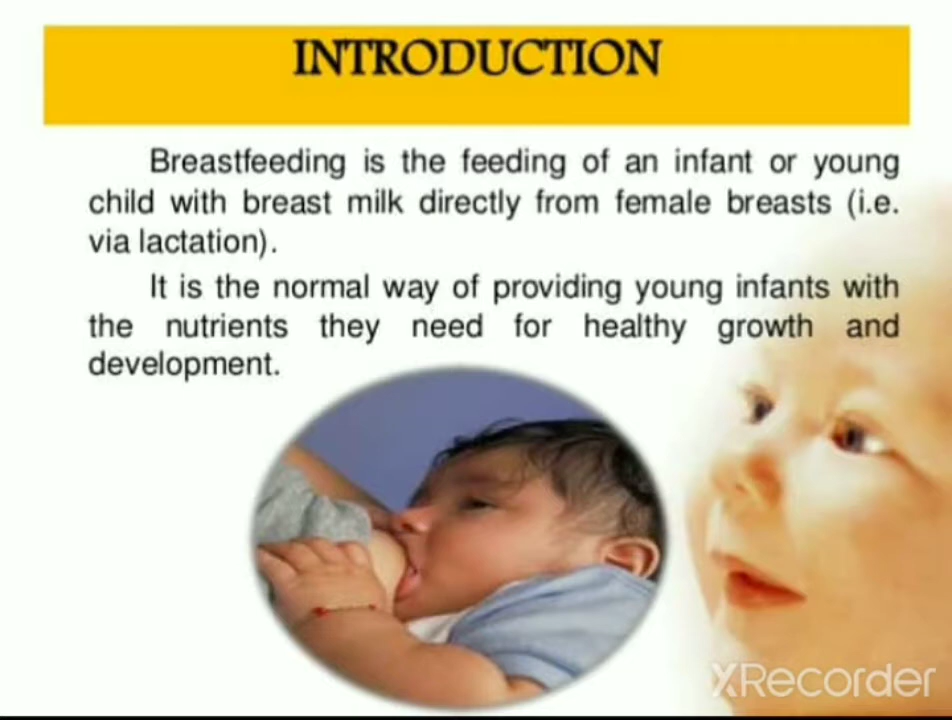 INTRODUCTION
Breastfeeding is the feeding of an infant or young
child with breast milk directly from female breasts (i.e.
via lactation).
It is the normal way of providing young infants with
the nutrients they need for healthy growth and
development.
XRecorder